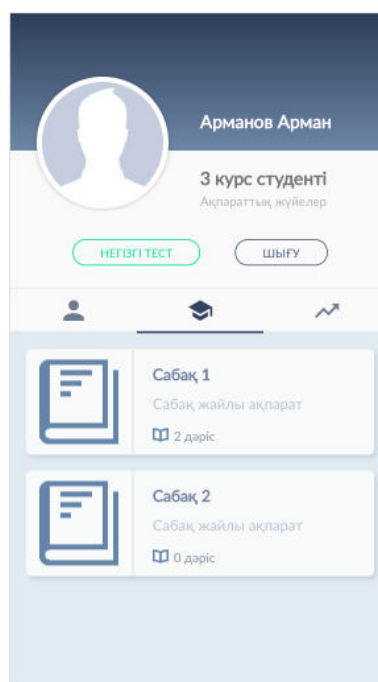 Арманов Арман
3 курс студенті
Ақпараттық жүйелер
НЕГІЗГІ ТЕСТ
ШЫҒУ
Сабақ 1
Сабақ жайлы ақпарат
2 дәріс
Сабақ 2
Сабақ жайлы ақпарат
0 дәріс